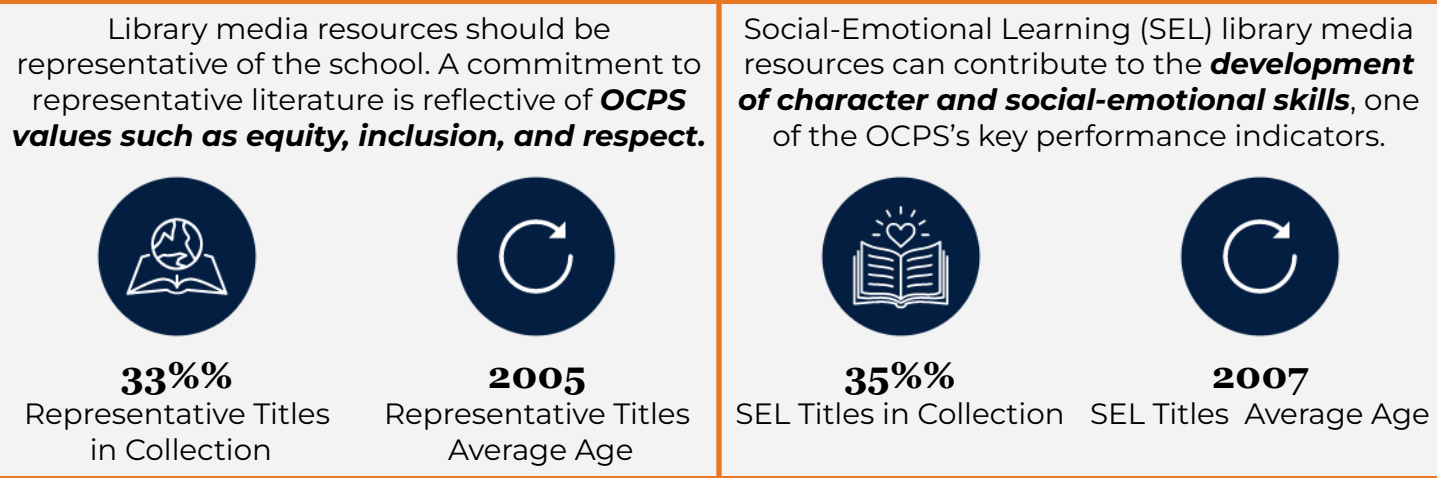 Library media resources should be
representative of the school. A commitment to
representative literature is reflective of OCPS
values such as equity, inclusion, and respect.
33%%
Representative Titles
in Collection
2005
Representative Titles
Average Age
Social-Emotional Learning (SEL) library media
resources can contribute to the development
of character and social-emotional skills, one
of the OCPS’s key performance indicators.
35%%
SEL Titles in Collection
2007
SEL Titles  Average Age